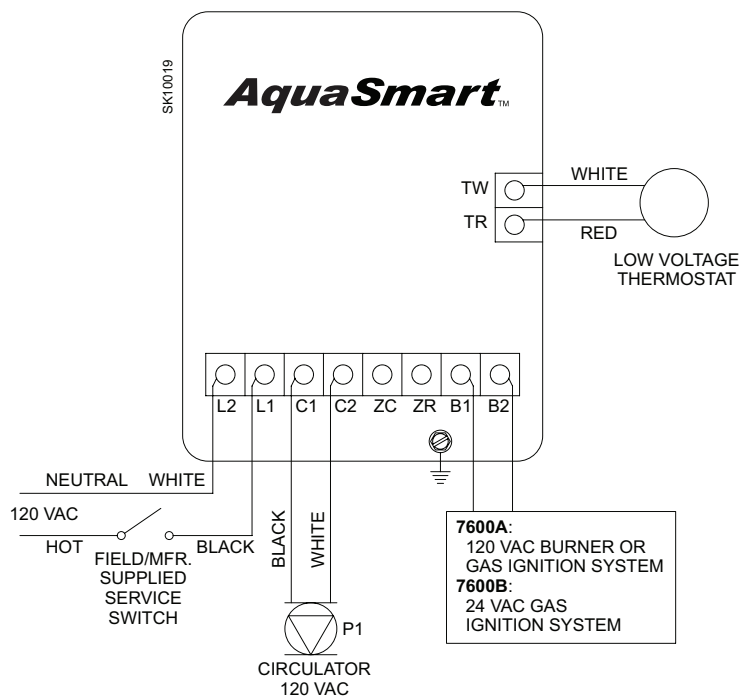 SK10019
AquaSmart™
TW
WHITE
TR
RED
LOW VOLTAGE
THERMOSTAT
L2 L1 C1 C2 ZC ZR B1 B2
NEUTRAL WHITE
120 VAC
HOT
BLACK
FIELD/MFR.
SUPPLIED
SERVICE
SWITCH
BLACK
WHITE
P1
CIRCULATOR
120 VAC
7600A:
120 VAC BURNER OR
GAS IGNITION SYSTEM
7600B:
24 VAC GAS
IGNITION SYSTEM